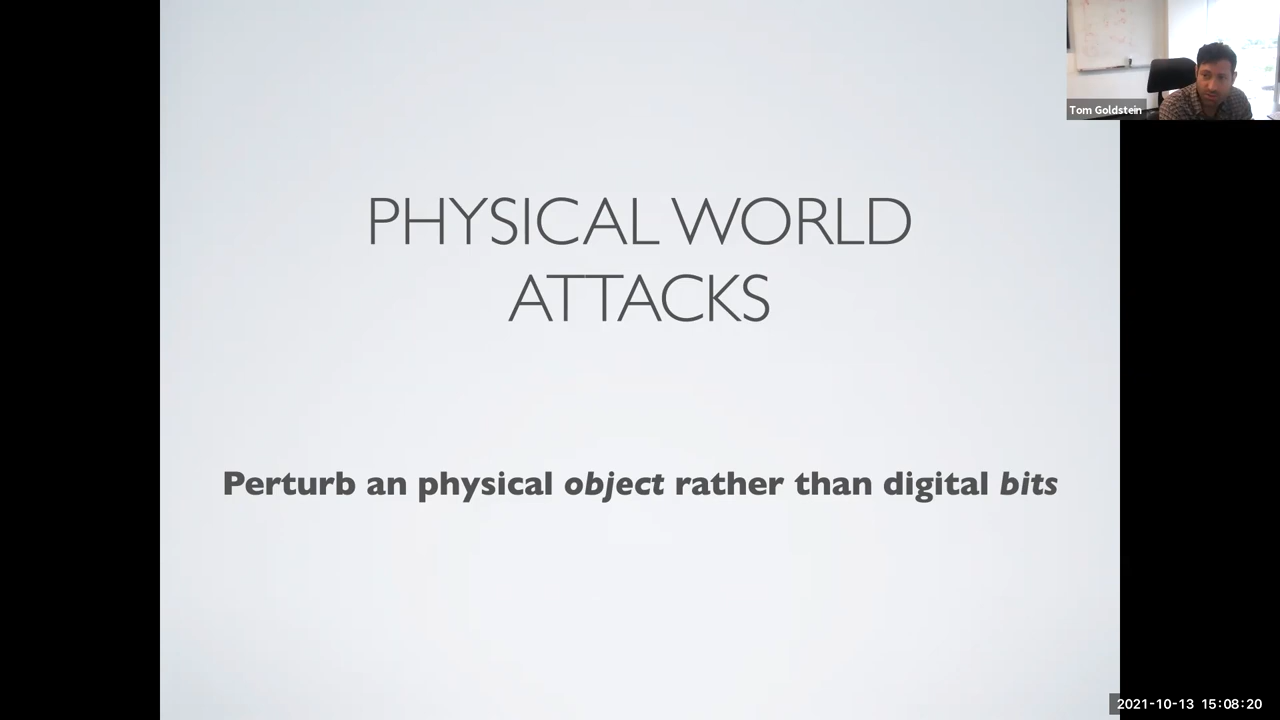 Tom Goldstein
PHYSICAL WORLD
ATTACKS
Perturb an physical object rather than digital bits
2021-10-13 15:08:20